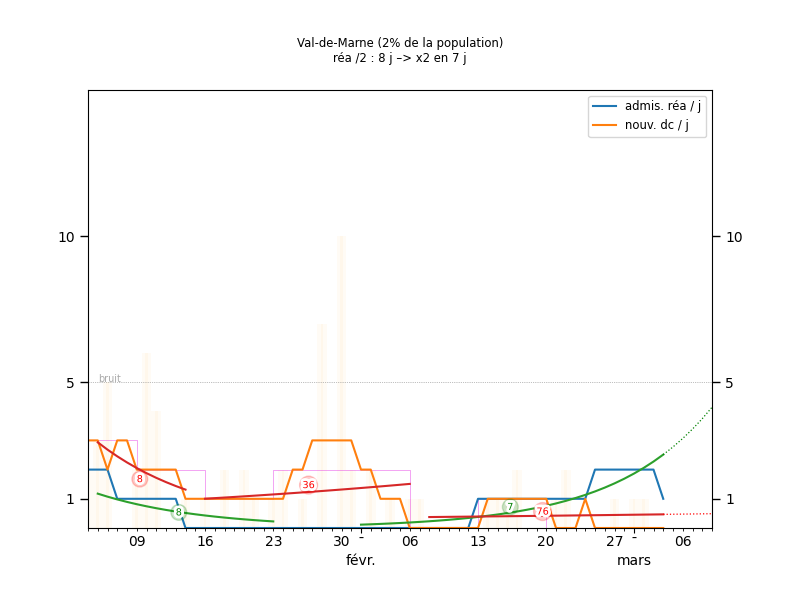 Val-de-Marne (2% de la population)
réa /2 : 8 j –> x2 en 7 j
admis. réa / j
nouv. dc / j
10
10
bruit
5
5
8
36
1
1
8
7
76
09
16
23
30
06
13
20
27
06
févr.
mars